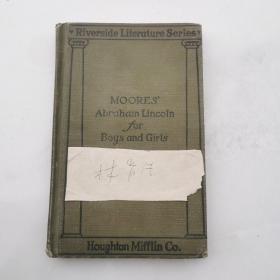 Riverside Literature Series
MOORES'
Abraham Lincoln
for
Boys and Girls
Houghton Mifflin Co.